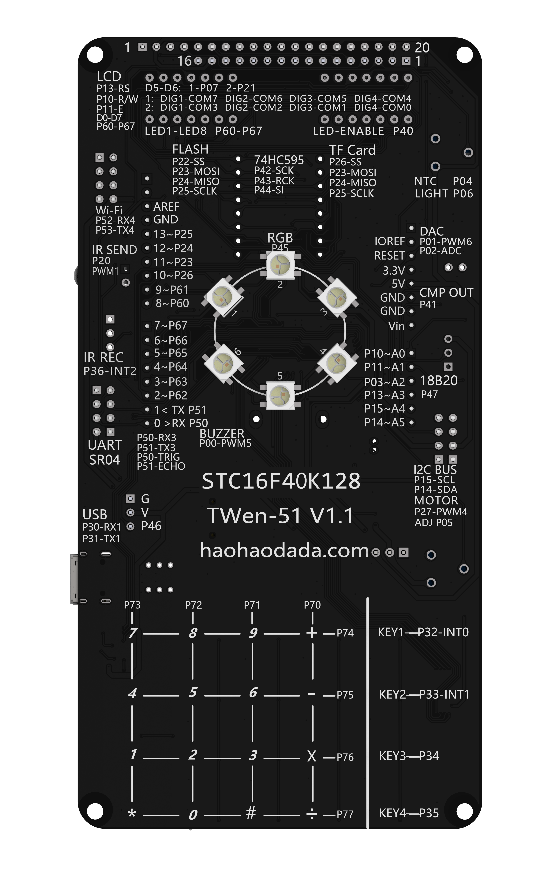 1 20
16 1
LCD
P13-RS
P10-R/W
P11-E
D0-D7
P60-P67
D5-D6: 1-P07 2-P21
1: DIG1-COM7 DIG2-COM6 DIG3-COM5 DIG4-COM4
2: DIG1-COM3 DIG2-COM2 DIG3-COM1 DIG4-COM0
LED1-LED8 P60-P67 LED-ENABLE P40
FLASH
P22-SS
P23-MOSI
P24-MISO
P25-SCLK
74HC595
P42-SCK
P43-RCK
P44-SI
TF Card
P26-SS
P23-MOSI
P24-MISO
P25-SCLK
NTC P04
LIGHT P06
Wi-Fi
P52-RX4
P53-TX4
AREF
GND
13~P25
12~P24
11~P23
10~P26
9~P61
8~P60
7~P67
6~P66
5~P65
4~P64
3~P63
2~P62
1< TX P51
0 >RX P50
IR SEND
P20
PWM1
IR REC
P36-INT2
UART
SR04
P50-RX3
P51-TX3
P50-TRIG
P51-ECHO
RGB
P45
1
2
3
4
5
6
BUZZER
P00-PWM5
DAC
P01-PWM6
P02-ADC
IOREF
RESET
3.3V
5V
GND
GND
Vin
CMP OUT
P41
P10~A0
P11~A1
P03~A2
P13~A3
P15~A4
P14~A5
18B20
P47
I2C BUS
P15-SCL
P14-SDA
MOTOR
P27-PWM4
ADJ P05
STC16F40K128
TWen-51 V1.1
haohaodada.com
G
V
P46
USB
P30-RX1
P31-TX1
P73 P72 P71 P70
7 8 9 + P74 KEY1—P32-INT0
4 5 6 - P75 KEY2—P33-INT1
1 2 3 X P76 KEY3—P34
* 0 # ÷ P77 KEY4—P35